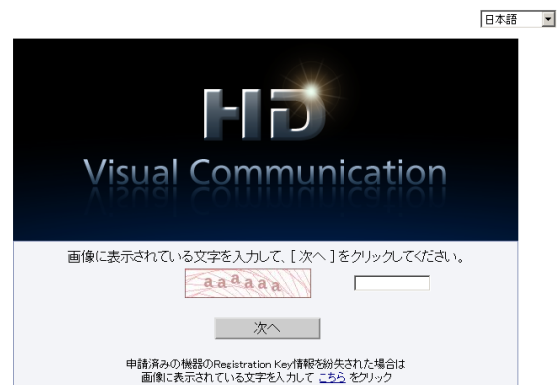 日本語
HD
Visual Communication
画像に表示されている文字を入力して、[ 次へ ]をクリックしてください。
aaaaaa
次へ
申請済みの機器のRegistration Key情報を紛失された場合は
画像に表示されている文字を入力して こちら をクリック